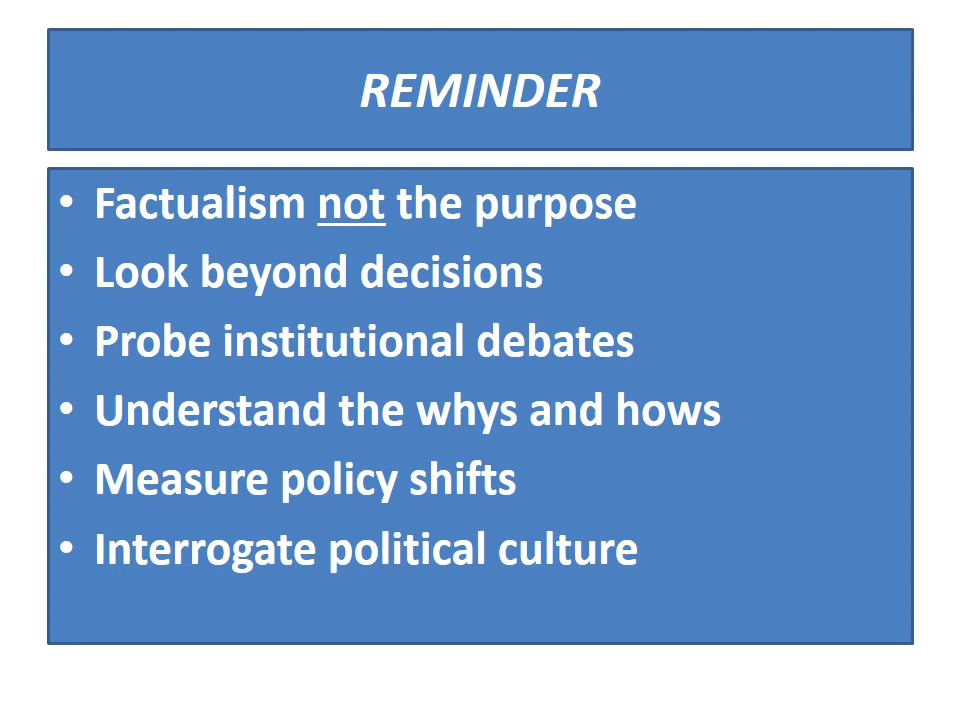 REMINDER
• Factualism not the purpose
• Look beyond decisions
• Probe institutional debates
• Understand the whys and hows
• Measure policy shifts
• Interrogate political culture